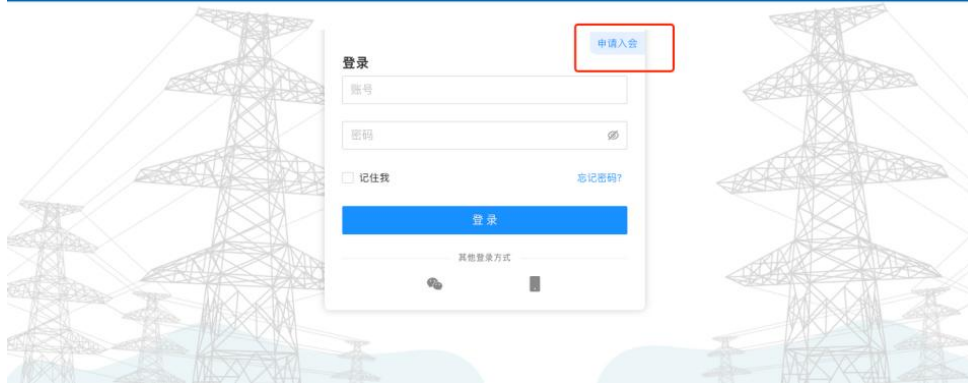 申请入会
登录
账号
密码
记住我
忘记密码?
登 录
其他登录方式